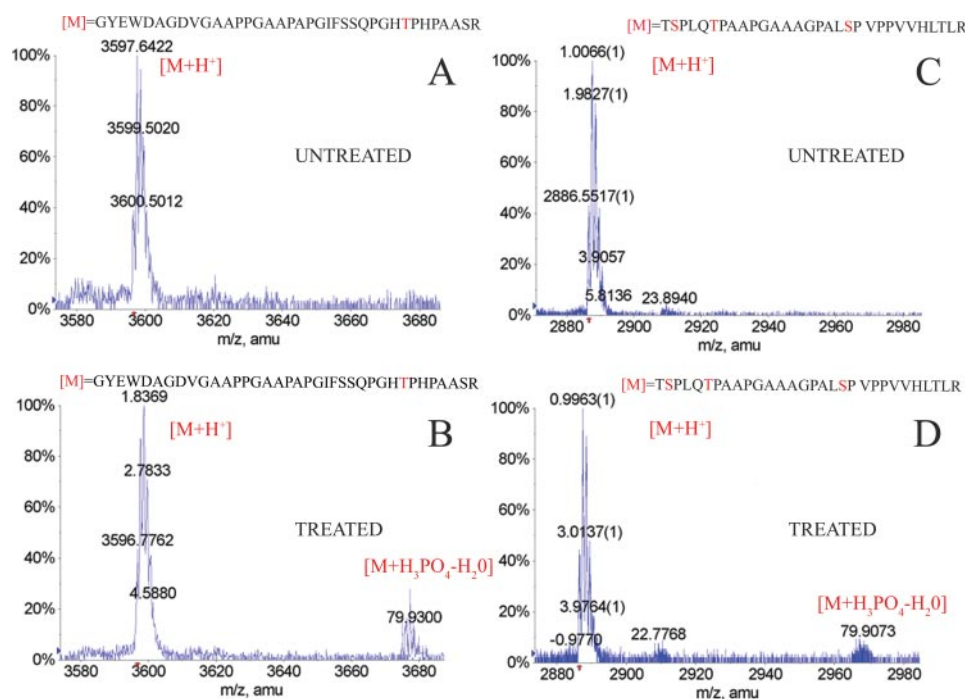 [M]=GYEWDAGDVGAAPPGAAPAPGIFSSQPGHTPHPAASR
3597.6422
100%
[M+H⁺]
A
80%
3599.5020
UNTREATED
60%
3600.5012
40%
20%
0%
3580 3600 3620 3640 3660 3680
m/z, amu
[M]=TSPLQTPAAPGAAAGPALSP VPPVVHLTLR
1.0066(1)
100%
[M+H⁺]
C
1.9827(1)
80%
UNTREATED
60%
2886.5517(1)
40%
3.9057
20%
5.8136 23.8940
0%
2880 2900 2920 2940 2960 2980
m/z, amu
[M]=GYEWDAGDVGAAPPGAAPAPGIFSSQPGHTPHPAASR
1.8369
100%
[M+H⁺]
B
80%
2.7833
60%
TREATED
3596.7762
40%
[M+H₃PO₄-H₂0]
4.5880
20%
79.9300
0%
3580 3600 3620 3640 3660 3680
m/z, amu
[M]=TSPLQTPAAPGAAAGPALSP VPPVVHLTLR
0.9963(1)
100%
[M+H⁺]
D
80%
60%
3.0137(1)
TREATED
40%
[M+H₃PO₄-H₂0]
20%
3.9764(1)
-0.9770 22.7768 79.9073
0%
2880 2900 2920 2940 2960 2980
m/z, amu